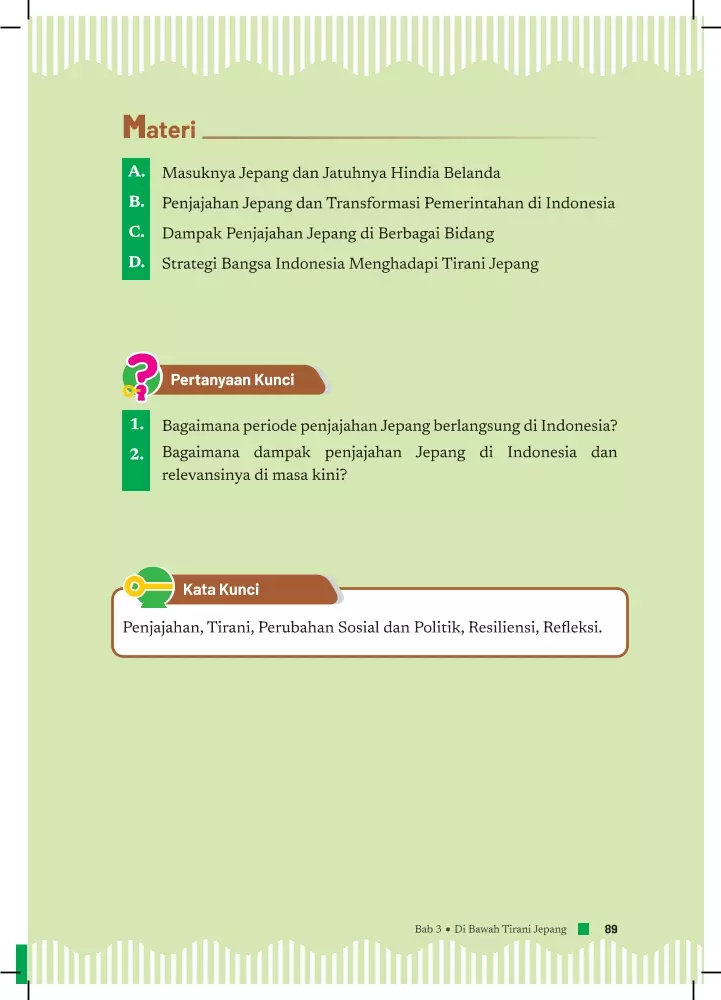 Materi
A. Masuknya Jepang dan Jatuhnya Hindia Belanda
B. Penjajahan Jepang dan Transformasi Pemerintahan di Indonesia
C. Dampak Penjajahan Jepang di Berbagai Bidang
D. Strategi Bangsa Indonesia Menghadapi Tirani Jepang
Pertanyaan Kunci
1. Bagaimana periode penjajahan Jepang berlangsung di Indonesia?
2. Bagaimana dampak penjajahan Jepang di Indonesia dan
relevansinya di masa kini?
Kata Kunci
Penjajahan, Tirani, Perubahan Sosial dan Politik, Resiliensi, Refleksi.
Bab 3 • Di Bawah Tirani Jepang 89